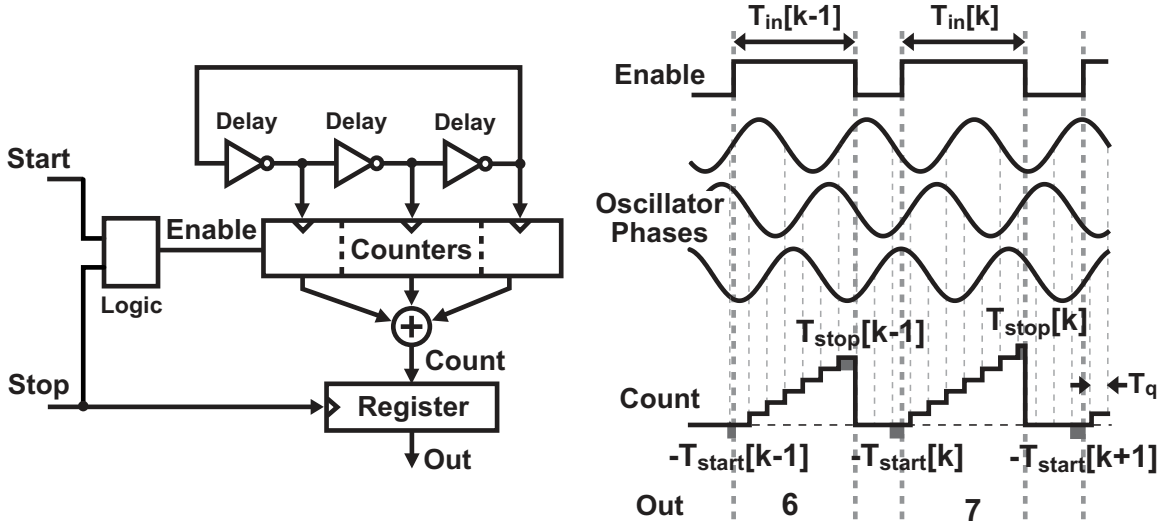 Delay
Delay
Delay
Start
Enable
Counters
Logic
Count
Stop
Register
Out
T_in[k-1]
T_in[k]
Enable
Oscillator
Phases
T_stop[k-1]
T_stop[k]
Count
T_q
-T_start[k-1]
-T_start[k]
-T_start[k+1]
Out
6
7